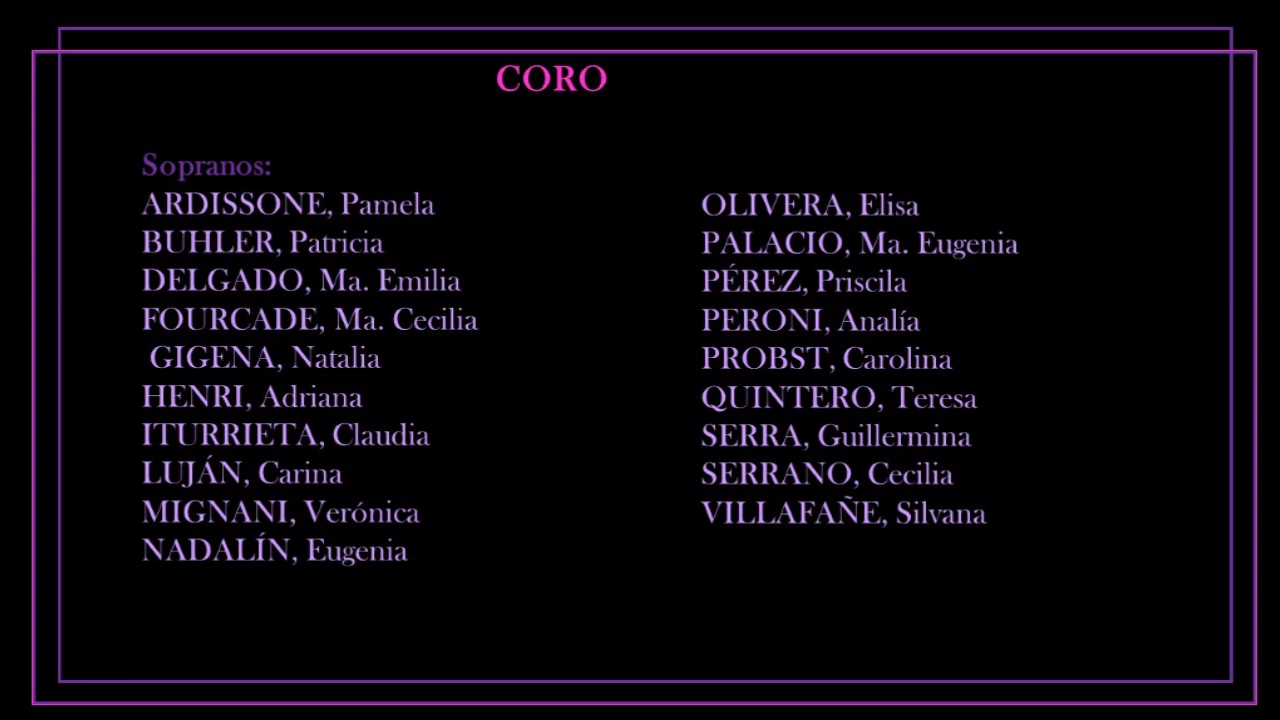 CORO
Sopranos:
ARDISSONE, Pamela
BUHLER, Patricia
DELGADO, Ma. Emilia
FOURCADE, Ma. Cecilia
GIGENA, Natalia
HENRI, Adriana
ITURRIETA, Claudia
LUJÁN, Carina
MIGNANI, Verónica
NADALÍN, Eugenia
OLIVERA, Elisa
PALACIO, Ma. Eugenia
PÉREZ, Priscila
PERONI, Analía
PROBST, Carolina
QUINTERO, Teresa
SERRA, Guillermina
SERRANO, Cecilia
VILLAFAÑE, Silvana